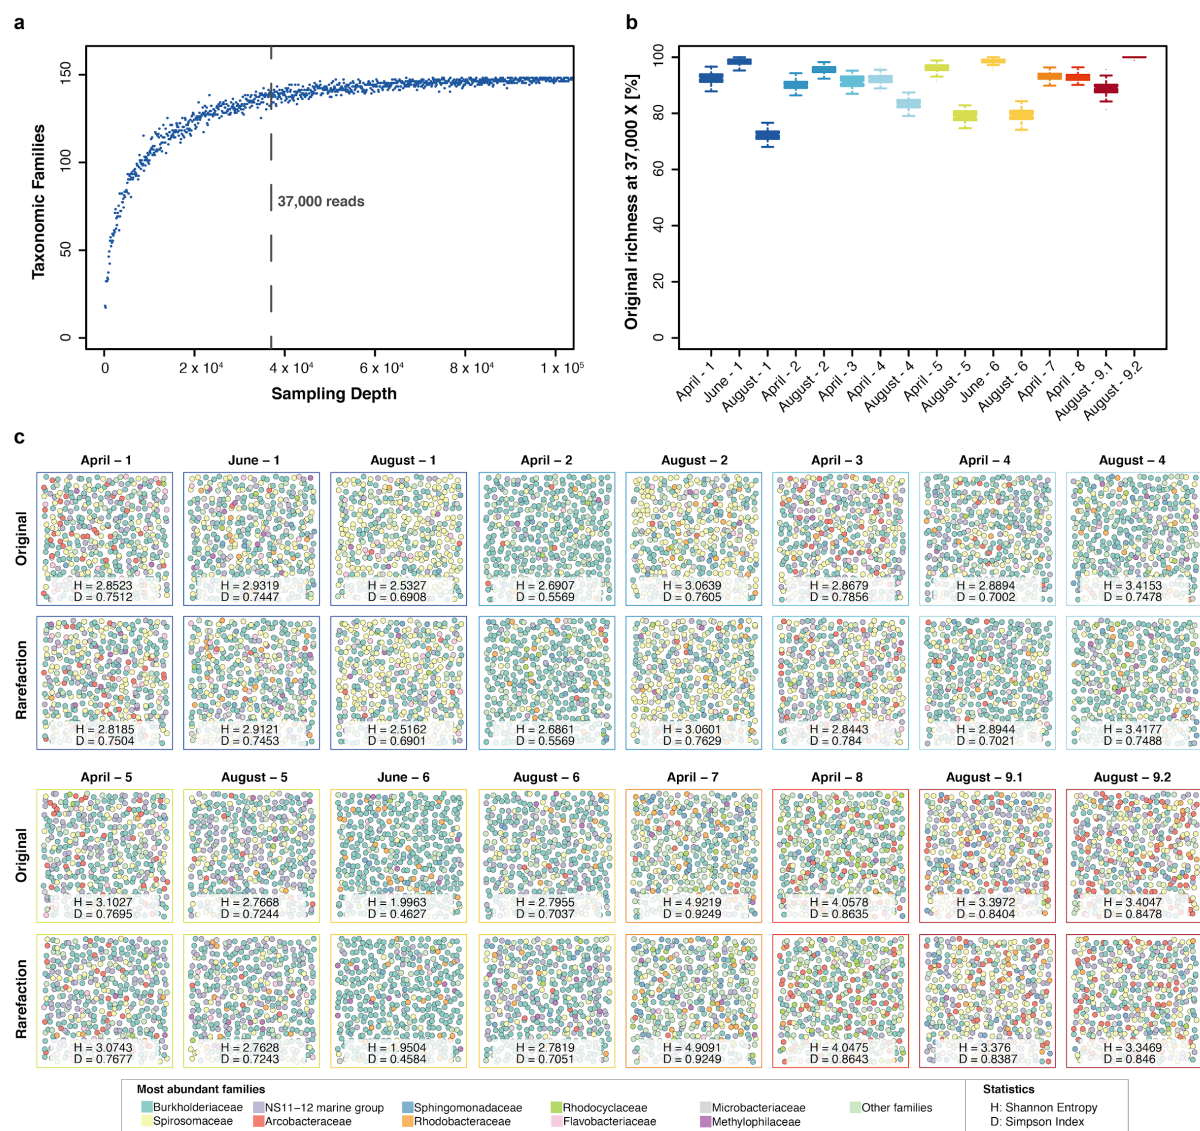 a
b
Taxonomic Families
0
50
100
150
37,000 reads
0
2 x 10⁴
4 x 10⁴
6 x 10⁴
8 x 10⁴
1 x 10⁵
Sampling Depth
Original richness at 37,000 X [%]
0
20
40
60
80
100
April - 1
June - 1
August - 1
April - 2
August - 2
April - 3
April - 4
August - 4
April - 5
August - 5
June - 6
August - 6
April - 7
April - 8
August - 9.1
August - 9.2
c
April – 1 June – 1 August – 1 April – 2 August – 2 April – 3 April – 4 August – 4
Original
H = 2.8523 H = 2.9319 H = 2.5327 H = 2.6907 H = 3.0639 H = 2.8679 H = 2.8894 H = 3.4153
D = 0.7512 D = 0.7447 D = 0.6908 D = 0.5569 D = 0.7605 D = 0.7856 D = 0.7002 D = 0.7478
Rarefaction
H = 2.8185 H = 2.9121 H = 2.5162 H = 2.6861 H = 3.0601 H = 2.8443 H = 2.8944 H = 3.4177
D = 0.7504 D = 0.7453 D = 0.6901 D = 0.5569 D = 0.7629 D = 0.784 D = 0.7021 D = 0.7488
April – 5 August – 5 June – 6 August – 6 April – 7 April – 8 August – 9.1 August – 9.2
Original
H = 3.1027 H = 2.7668 H = 1.9963 H = 2.7955 H = 4.9219 H = 4.0578 H = 3.3972 H = 3.4047
D = 0.7695 D = 0.7244 D = 0.4627 D = 0.7037 D = 0.9249 D = 0.8635 D = 0.8404 D = 0.8478
Rarefaction
H = 3.0743 H = 2.7628 H = 1.9504 H = 2.7819 H = 4.9091 H = 4.0475 H = 3.376 H = 3.3469
D = 0.7677 D = 0.7243 D = 0.4584 D = 0.7051 D = 0.9249 D = 0.8643 D = 0.8387 D = 0.846
Most abundant families Statistics
Burkholderiaceae NS11–12 marine group Sphingomonadaceae Rhodocyclaceae Microbacteriaceae Other families H: Shannon Entropy
Spirosomaceae Arcobacteraceae Rhodobacteraceae Flavobacteriaceae Methylophilaceae D: Simpson Index